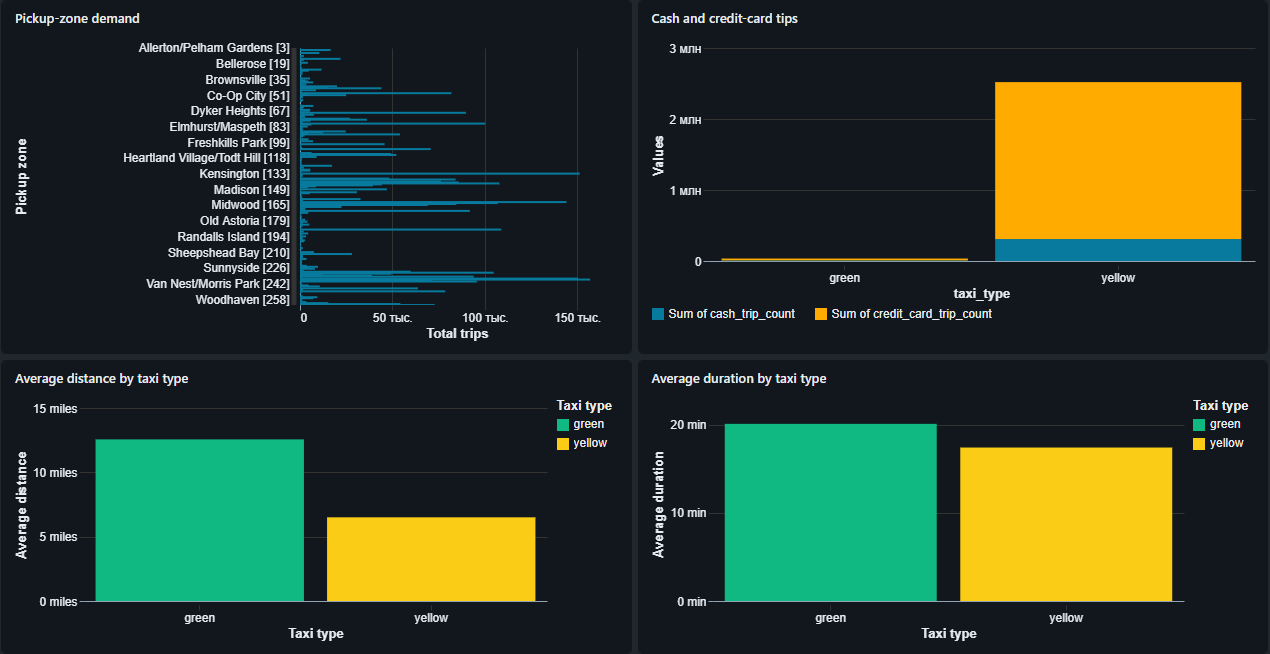 Pickup-zone demand
Pickup zone
Allerton/Pelham Gardens [3]
Bellerose [19]
Brownsville [35]
Co-Op City [51]
Dyker Heights [67]
Elmhurst/Maspeth [83]
Freshkills Park [99]
Heartland Village/Todt Hill [118]
Kensington [133]
Madison [149]
Midwood [165]
Old Astoria [179]
Randalls Island [194]
Sheepshead Bay [210]
Sunnyside [226]
Van Nest/Morris Park [242]
Woodhaven [258]
0 50 тыс. 100 тыс. 150 тыс.
Total trips
Cash and credit-card tips
Values
3 млн
2 млн
1 млн
0
green yellow
taxi_type
Sum of cash_trip_count Sum of credit_card_trip_count
Average distance by taxi type
Average distance
15 miles
10 miles
5 miles
0 miles
green yellow
Taxi type
Taxi type
green
yellow
Average duration by taxi type
Average duration
20 min
10 min
0 min
green yellow
Taxi type
Taxi type
green
yellow